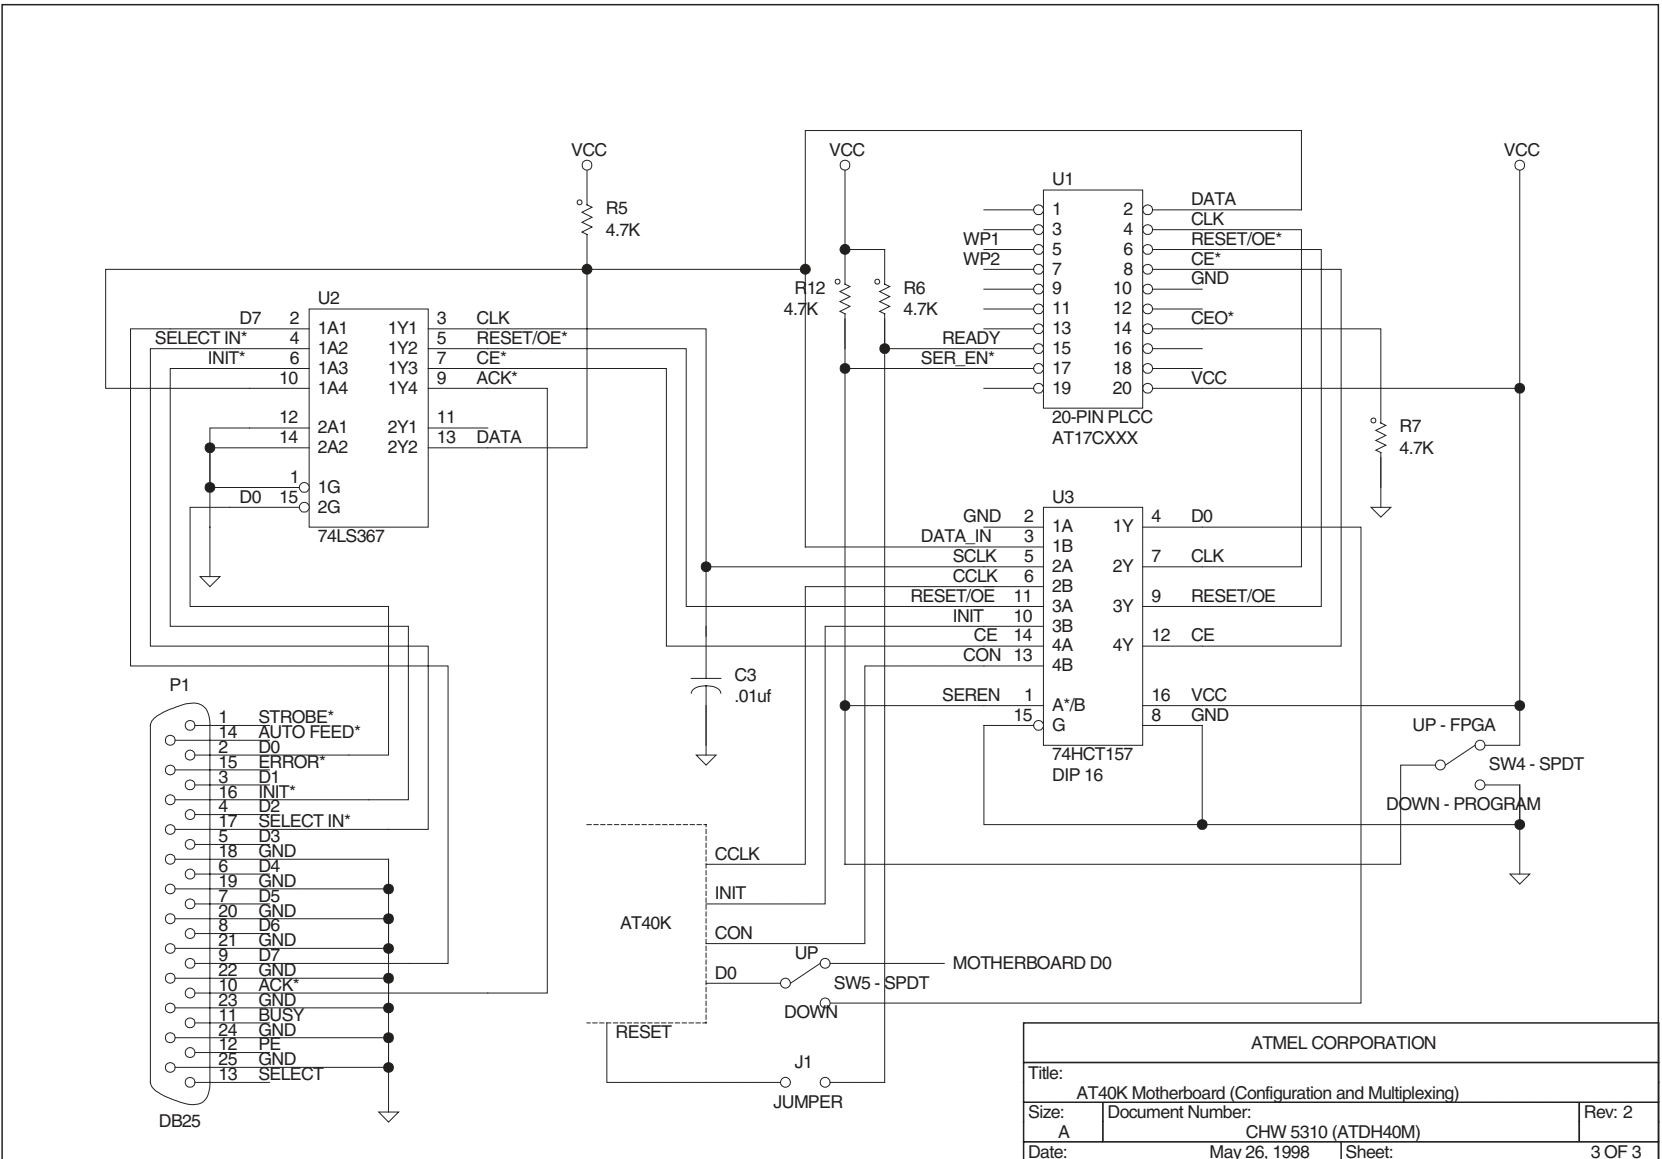 VCC
R5
4.7K
VCC
R12
4.7K
R6
4.7K
VCC
U1
1 2 DATA
3 4 CLK
WP1 5 6 RESET/OE*
WP2 7 8 CE*
9 10 GND
11 12
13 14 CEO*
READY 15 16
SER_EN* 17 18
19 20 VCC
20-PIN PLCC
AT17CXXX
R7
4.7K
U2
D7 2 1A1 1Y1 3 CLK
SELECT IN* 4 1A2 1Y2 5 RESET/OE*
INIT* 6 1A3 1Y3 7 CE*
10 1A4 1Y4 9 ACK*
12 2A1 2Y1 11
14 2A2 2Y2 13 DATA
1 1G
D0 15 2G
74LS367
U3
GND 2 1A 1Y 4 D0
DATA_IN 3 1B
SCLK 5 2A 2Y 7 CLK
CCLK 6 2B
RESET/OE 11 3A 3Y 9 RESET/OE
INIT 10 3B
CE 14 4A 4Y 12 CE
CON 13 4B
SEREN 1 A*/B 16 VCC
15 G 8 GND
74HCT157
DIP 16
C3
.01uf
UP - FPGA
SW4 - SPDT
DOWN - PROGRAM
P1
1 STROBE*
14 AUTO FEED*
2 D0
15 ERROR*
3 D1
16 INIT*
4 D2
17 SELECT IN*
5 D3
18 GND
6 D4
19 GND
7 D5
20 GND
8 D6
21 GND
9 D7
22 GND
10 ACK*
23 GND
11 BUSY
24 GND
12 PE
25 GND
13 SELECT
DB25
AT40K
CCLK
INIT
CON
D0
RESET
UP
MOTHERBOARD D0
SW5 - SPDT
DOWN
J1
JUMPER
ATMEL CORPORATION
Title:
AT40K Motherboard (Configuration and Multiplexing)
Size: Document Number: Rev: 2
A CHW 5310 (ATDH40M)
Date: May 26, 1998 Sheet: 3 OF 3